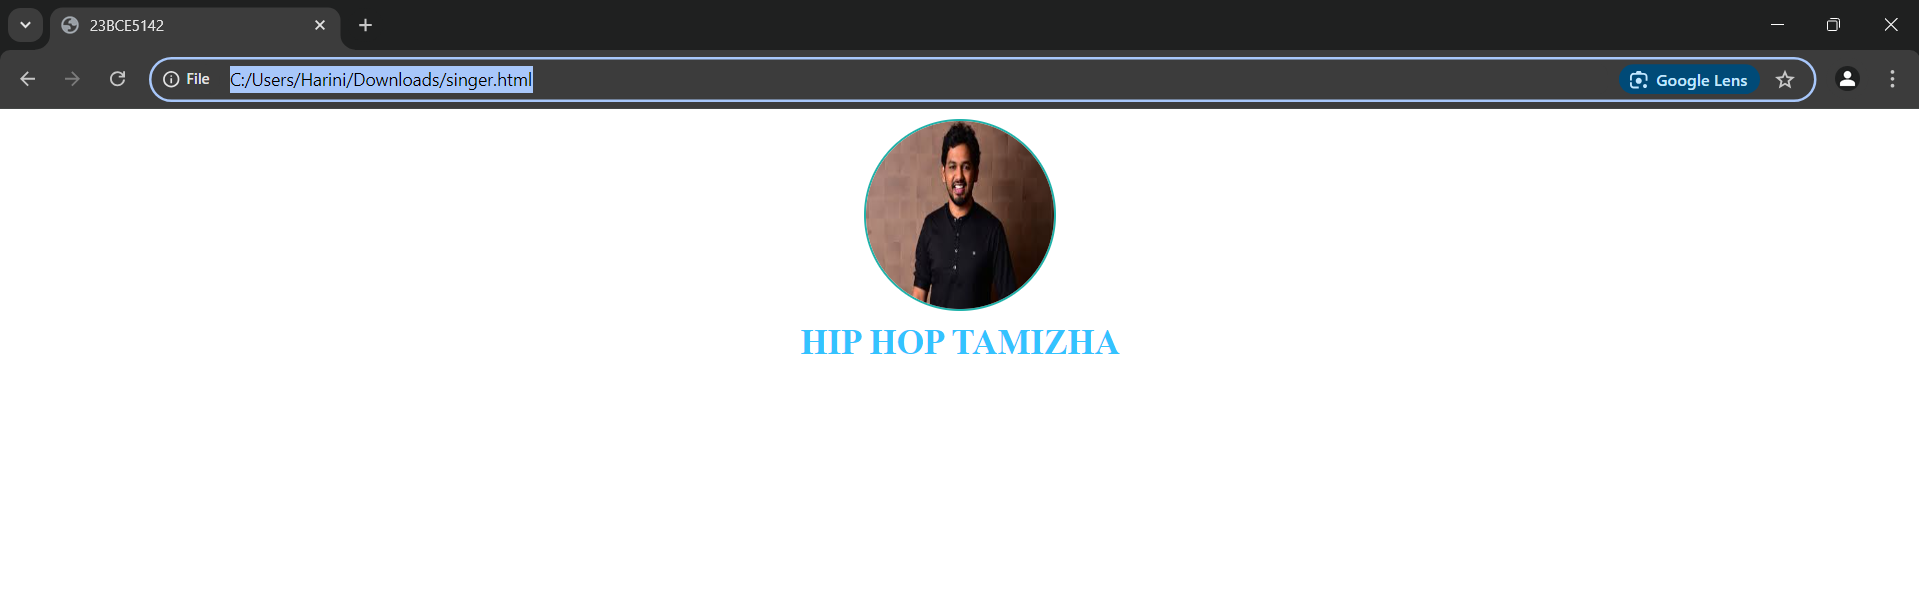 23BCE5142
File
C:/Users/Harini/Downloads/singer.html
Google Lens
HIP HOP TAMIZHA